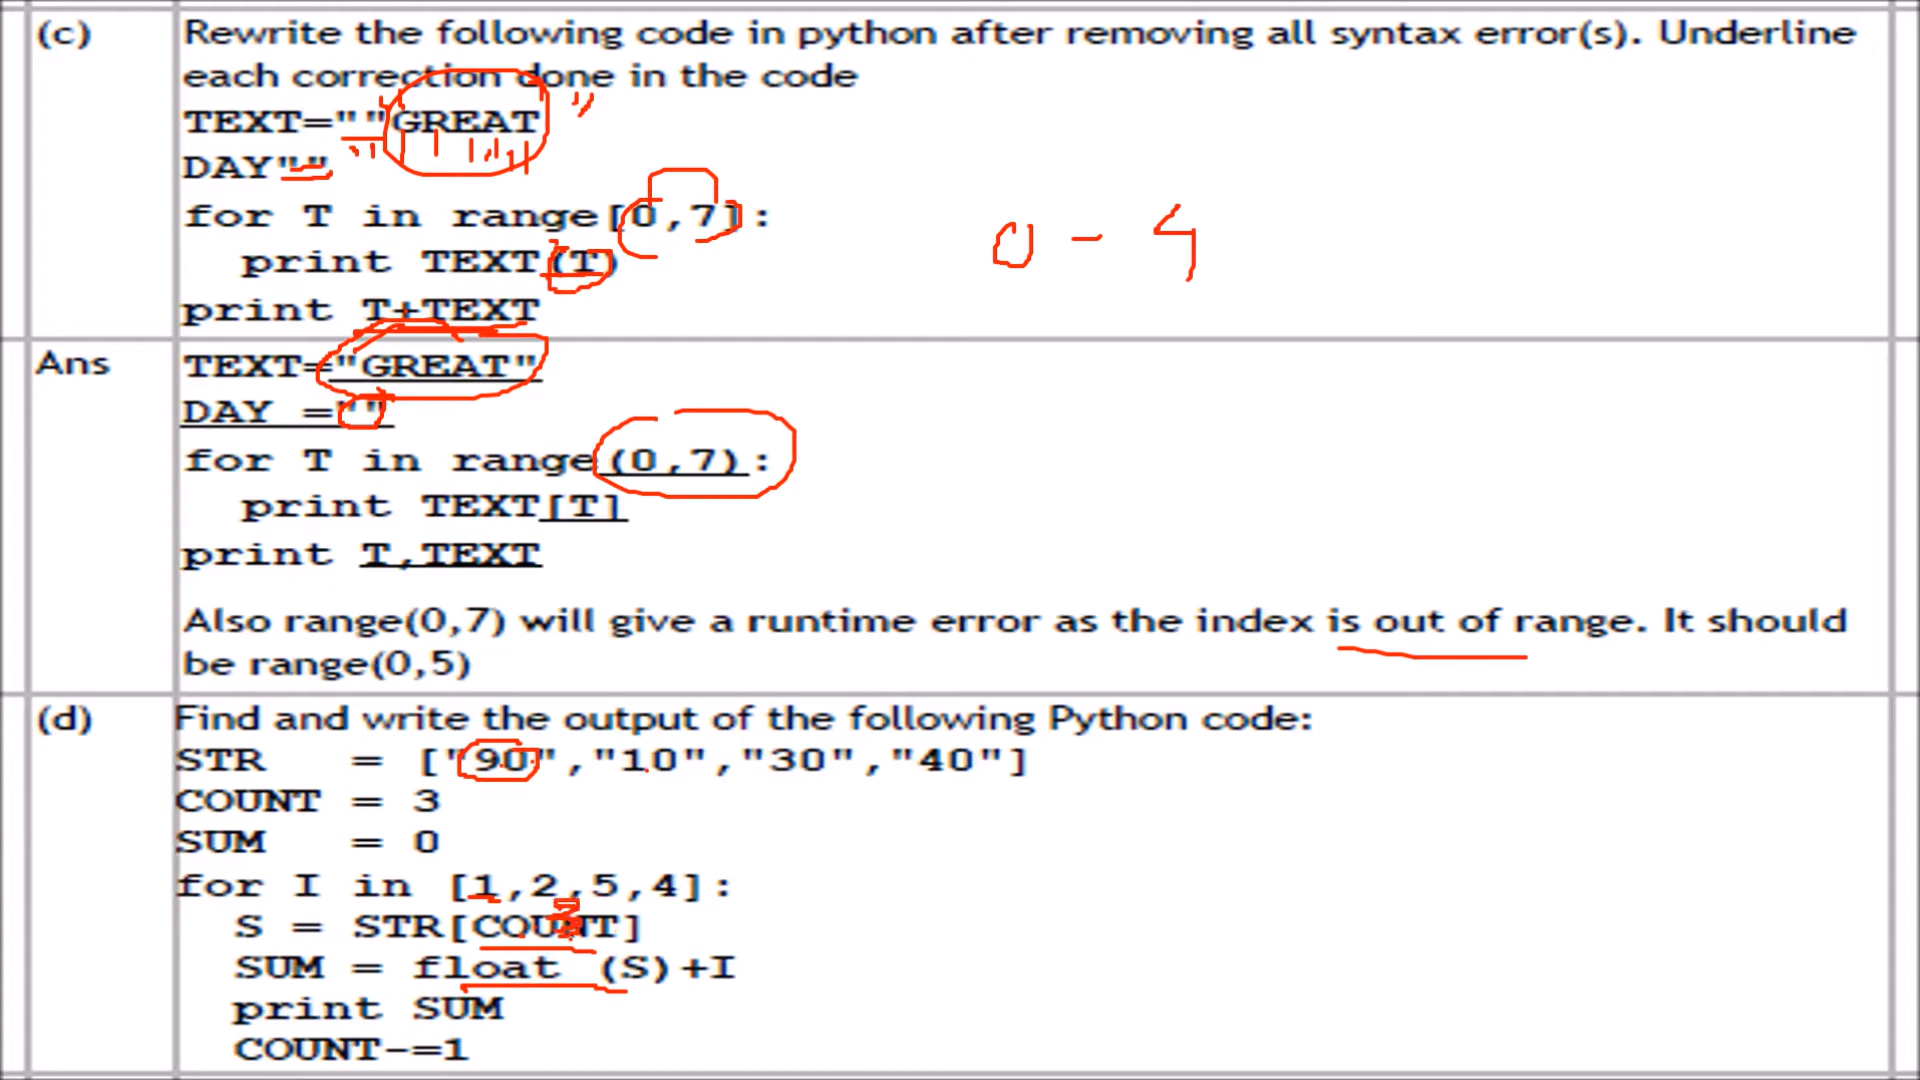 (c) Rewrite the following code in python after removing all syntax error(s). Underline
each correction done in the code
TEXT=""GREAT "
DAY""
for T in range[0,7]: 0 - 4
print TEXT(T)
print T+TEXT
Ans TEXT="GREAT"
DAY =""
for T in range(0,7):
print TEXT[T]
print T,TEXT
Also range(0,7) will give a runtime error as the index is out of range. It should
be range(0,5)
(d) Find and write the output of the following Python code:
STR = ["90","10","30","40"]
COUNT = 3
SUM = 0
for I in [1,2,5,4]:
S = STR[COUNT]
SUM = float (S)+I
print SUM
COUNT-=1